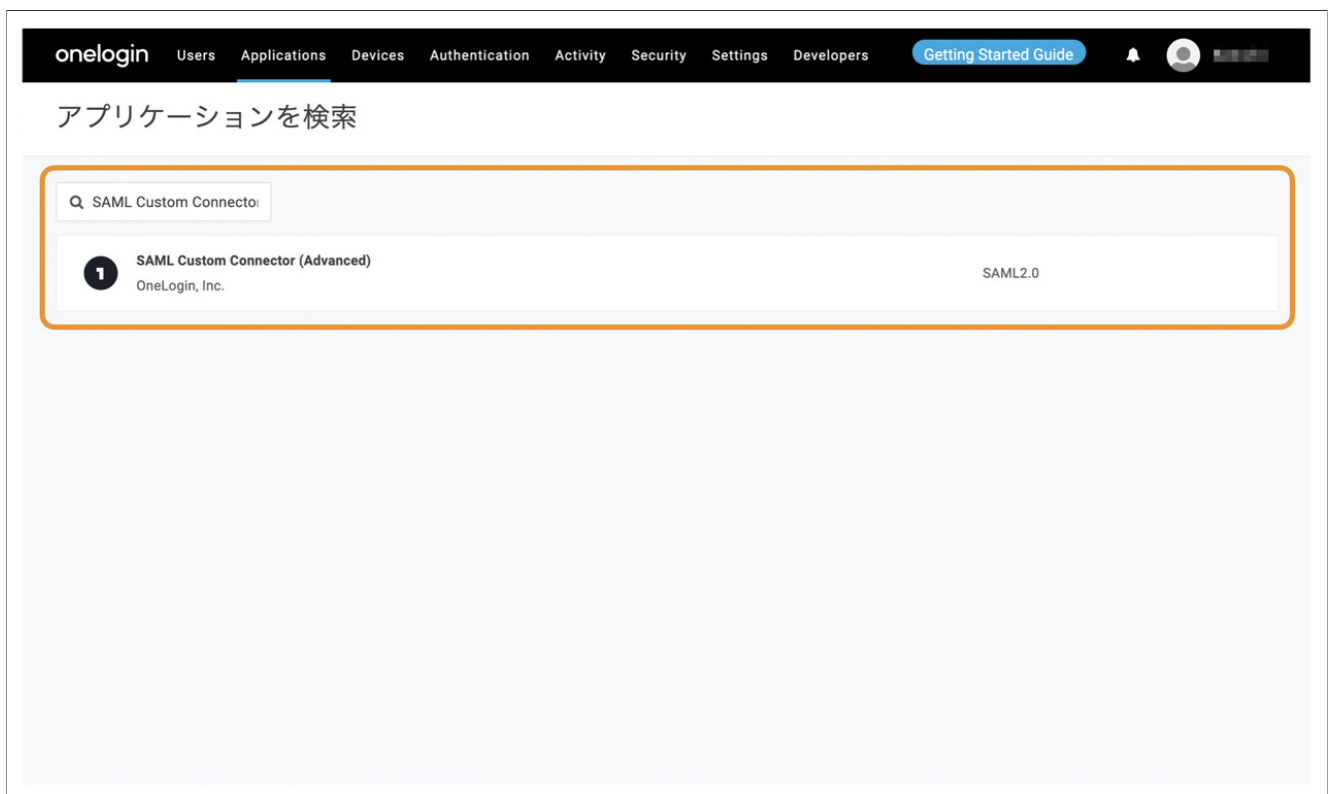 onelogin Users Applications Devices Authentication Activity Security Settings Developers Getting Started Guide
アプリケーションを検索
SAML Custom Connecto
SAML Custom Connector (Advanced)
SAML2.0
OneLogin, Inc.